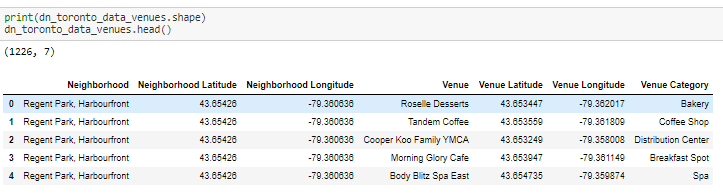 print(dn_toronto_data_venues.shape)
dn_toronto_data_venues.head()
(1226, 7)
Neighborhood Neighborhood Latitude Neighborhood Longitude Venue Venue Latitude Venue Longitude Venue Category
0 Regent Park, Harbourfront 43.65426 -79.360636 Roselle Desserts 43.653447 -79.362017 Bakery
1 Regent Park, Harbourfront 43.65426 -79.360636 Tandem Coffee 43.653559 -79.361809 Coffee Shop
2 Regent Park, Harbourfront 43.65426 -79.360636 Cooper Koo Family YMCA 43.653249 -79.358008 Distribution Center
3 Regent Park, Harbourfront 43.65426 -79.360636 Morning Glory Cafe 43.653947 -79.361149 Breakfast Spot
4 Regent Park, Harbourfront 43.65426 -79.360636 Body Blitz Spa East 43.654735 -79.359874 Spa